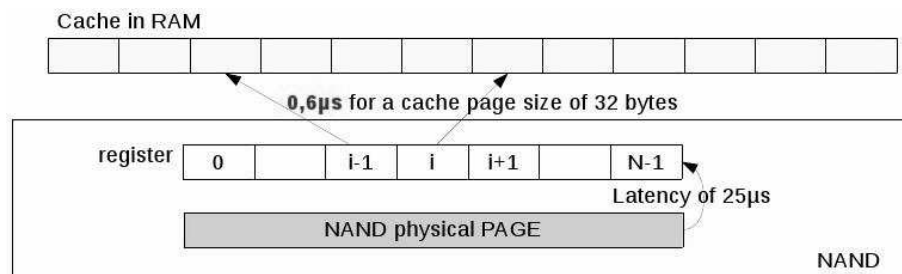 Cache in RAM
0,6µs for a cache page size of 32 bytes
register 0 i-1 i i+1 N-1
Latency of 25µs
NAND physical PAGE
NAND